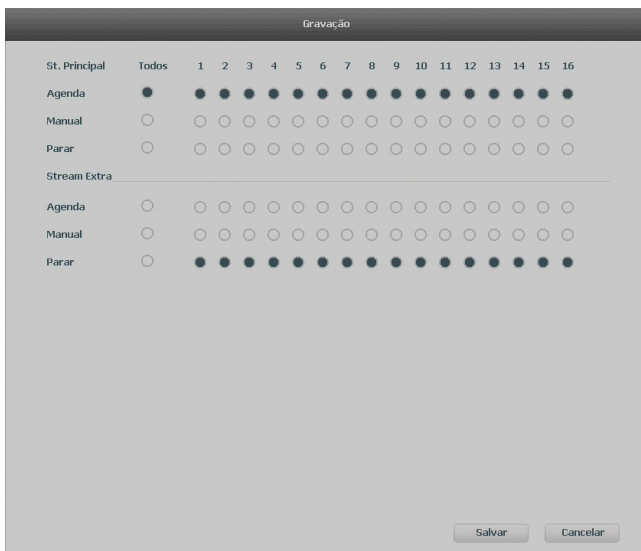 Gravação
St. Principal Todos 1 2 3 4 5 6 7 8 9 10 11 12 13 14 15 16
Agenda
Manual
Parar
Stream Extra
Agenda
Manual
Parar
Salvar Cancelar